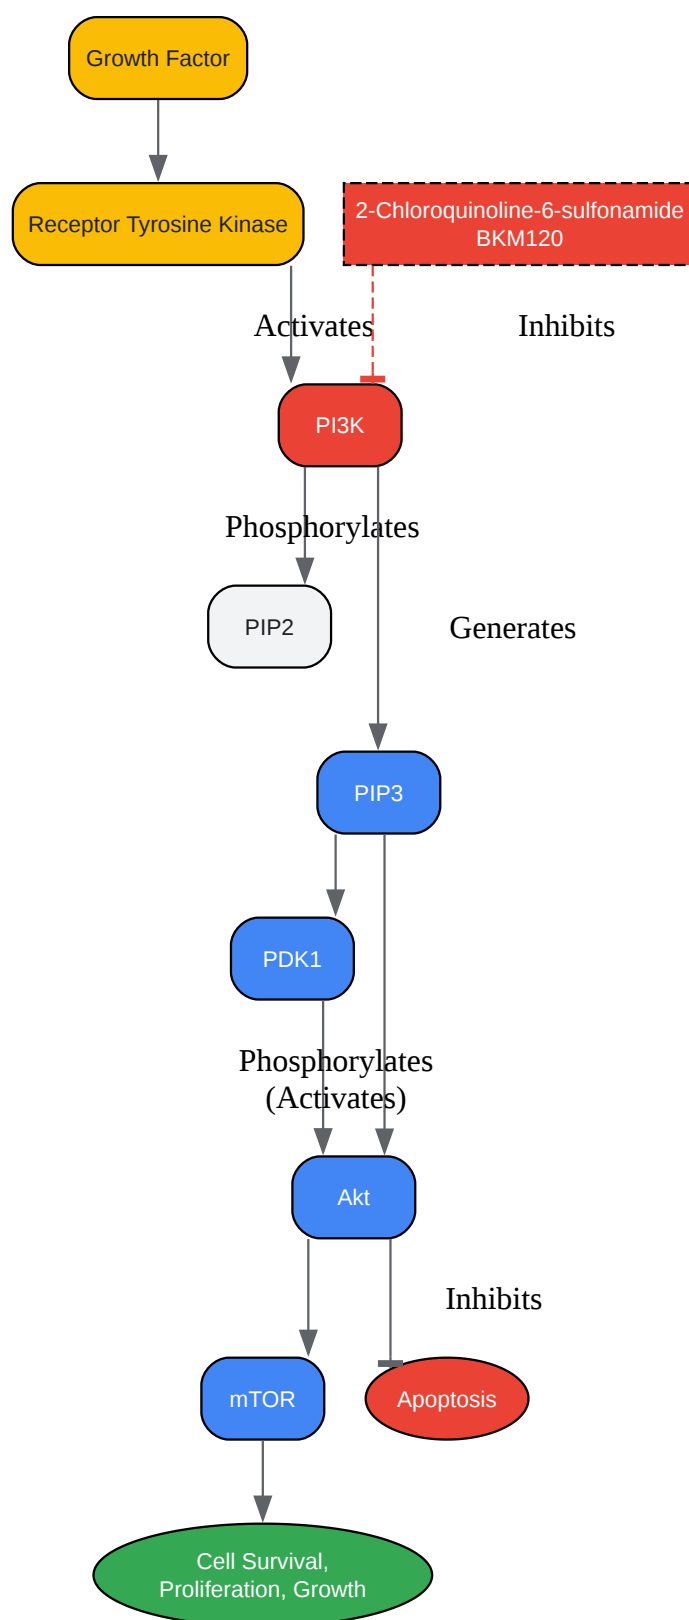 Growth Factor
Receptor Tyrosine Kinase
2-Chloroquinoline-6-sulfonamide
BKM120
Activates
Inhibits
PI3K
Phosphorylates
PIP2
Generates
PIP3
PDK1
Phosphorylates
(Activates)
Akt
Inhibits
mTOR
Apoptosis
Cell Survival,
Proliferation, Growth